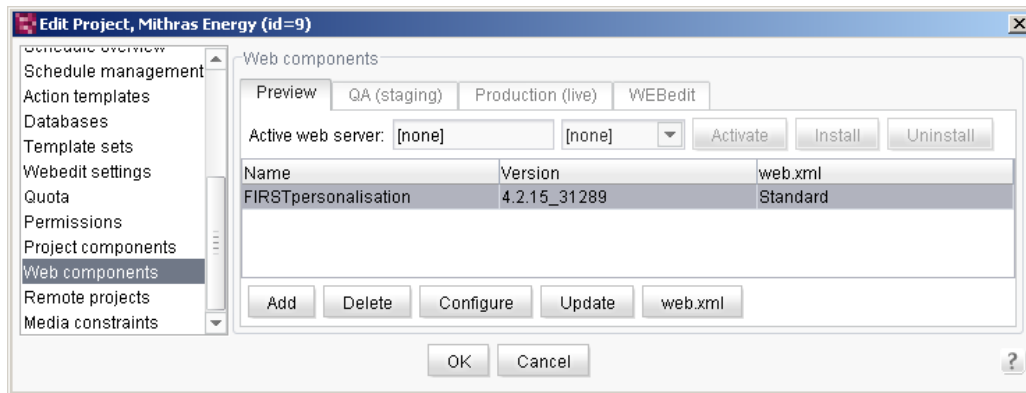 Edit Project, Mithras Energy (id=9)
Schedule overview
Schedule management
Action templates
Databases
Template sets
Webedit settings
Quota
Permissions
Project components
Web components
Remote projects
Media constraints
Web components
Preview QA (staging) Production (live) WEBedit
Active web server: [none] [none] Activate Install Uninstall
Name Version web.xml
FIRSTpersonalisation 4.2.15_31289 Standard
Add Delete Configure Update web.xml
OK Cancel ?